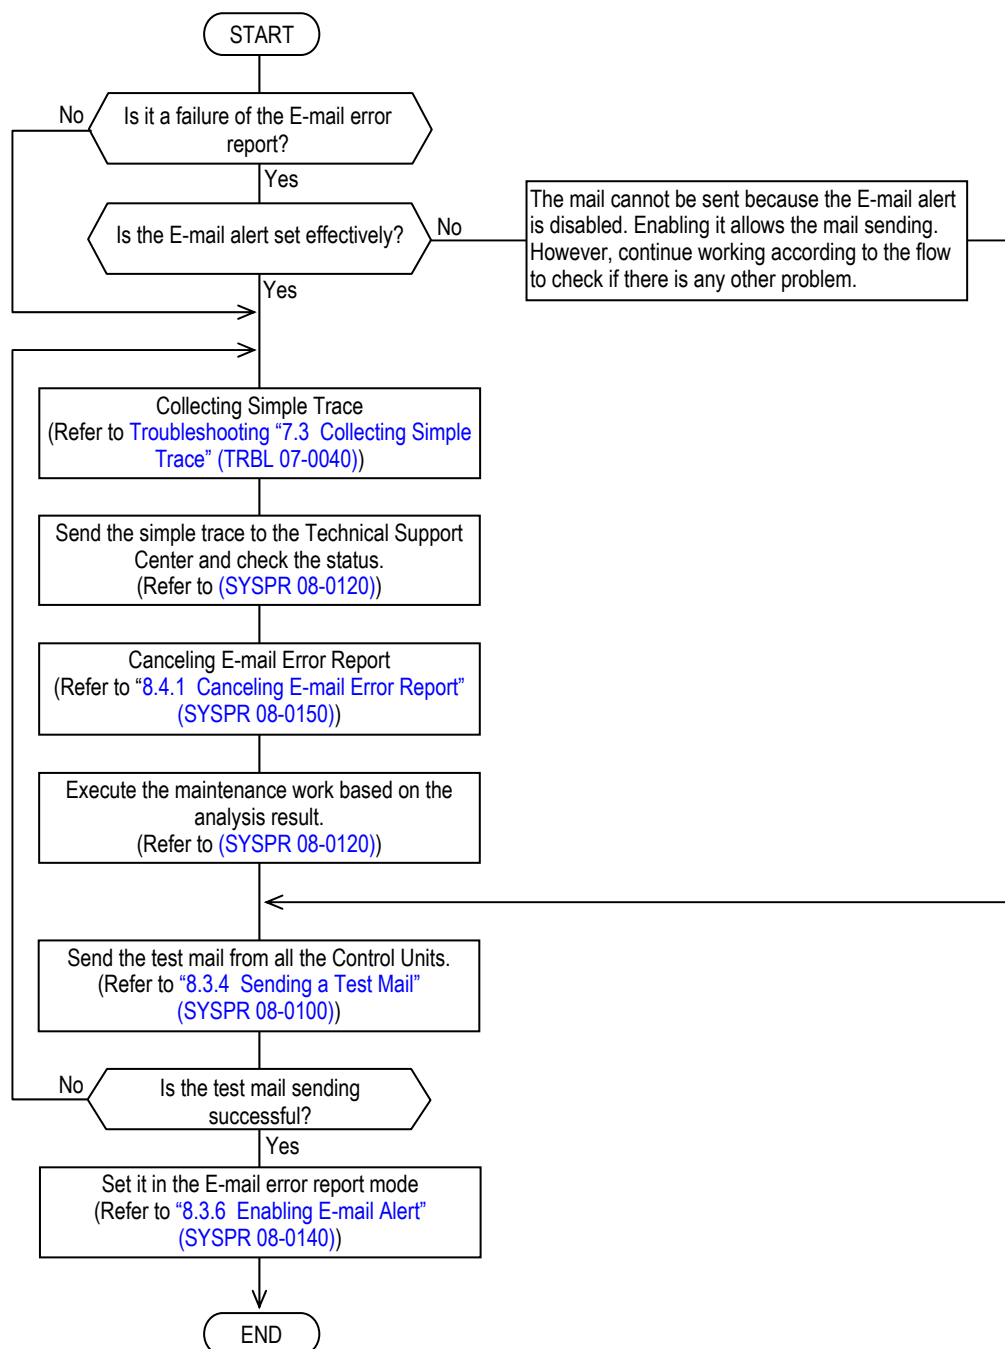 START
No
Is it a failure of the E-mail error
report?
Yes
Is the E-mail alert set effectively?
No
The mail cannot be sent because the E-mail alert
is disabled. Enabling it allows the mail sending.
However, continue working according to the flow
to check if there is any other problem.
Yes
Collecting Simple Trace
(Refer to Troubleshooting “7.3 Collecting Simple
Trace” (TRBL 07-0040))
Send the simple trace to the Technical Support
Center and check the status.
(Refer to (SYSPR 08-0120))
Canceling E-mail Error Report
(Refer to “8.4.1 Canceling E-mail Error Report”
(SYSPR 08-0150))
Execute the maintenance work based on the
analysis result.
(Refer to (SYSPR 08-0120))
Send the test mail from all the Control Units.
(Refer to “8.3.4 Sending a Test Mail”
(SYSPR 08-0100))
No
Is the test mail sending
successful?
Yes
Set it in the E-mail error report mode
(Refer to “8.3.6 Enabling E-mail Alert”
(SYSPR 08-0140))
END